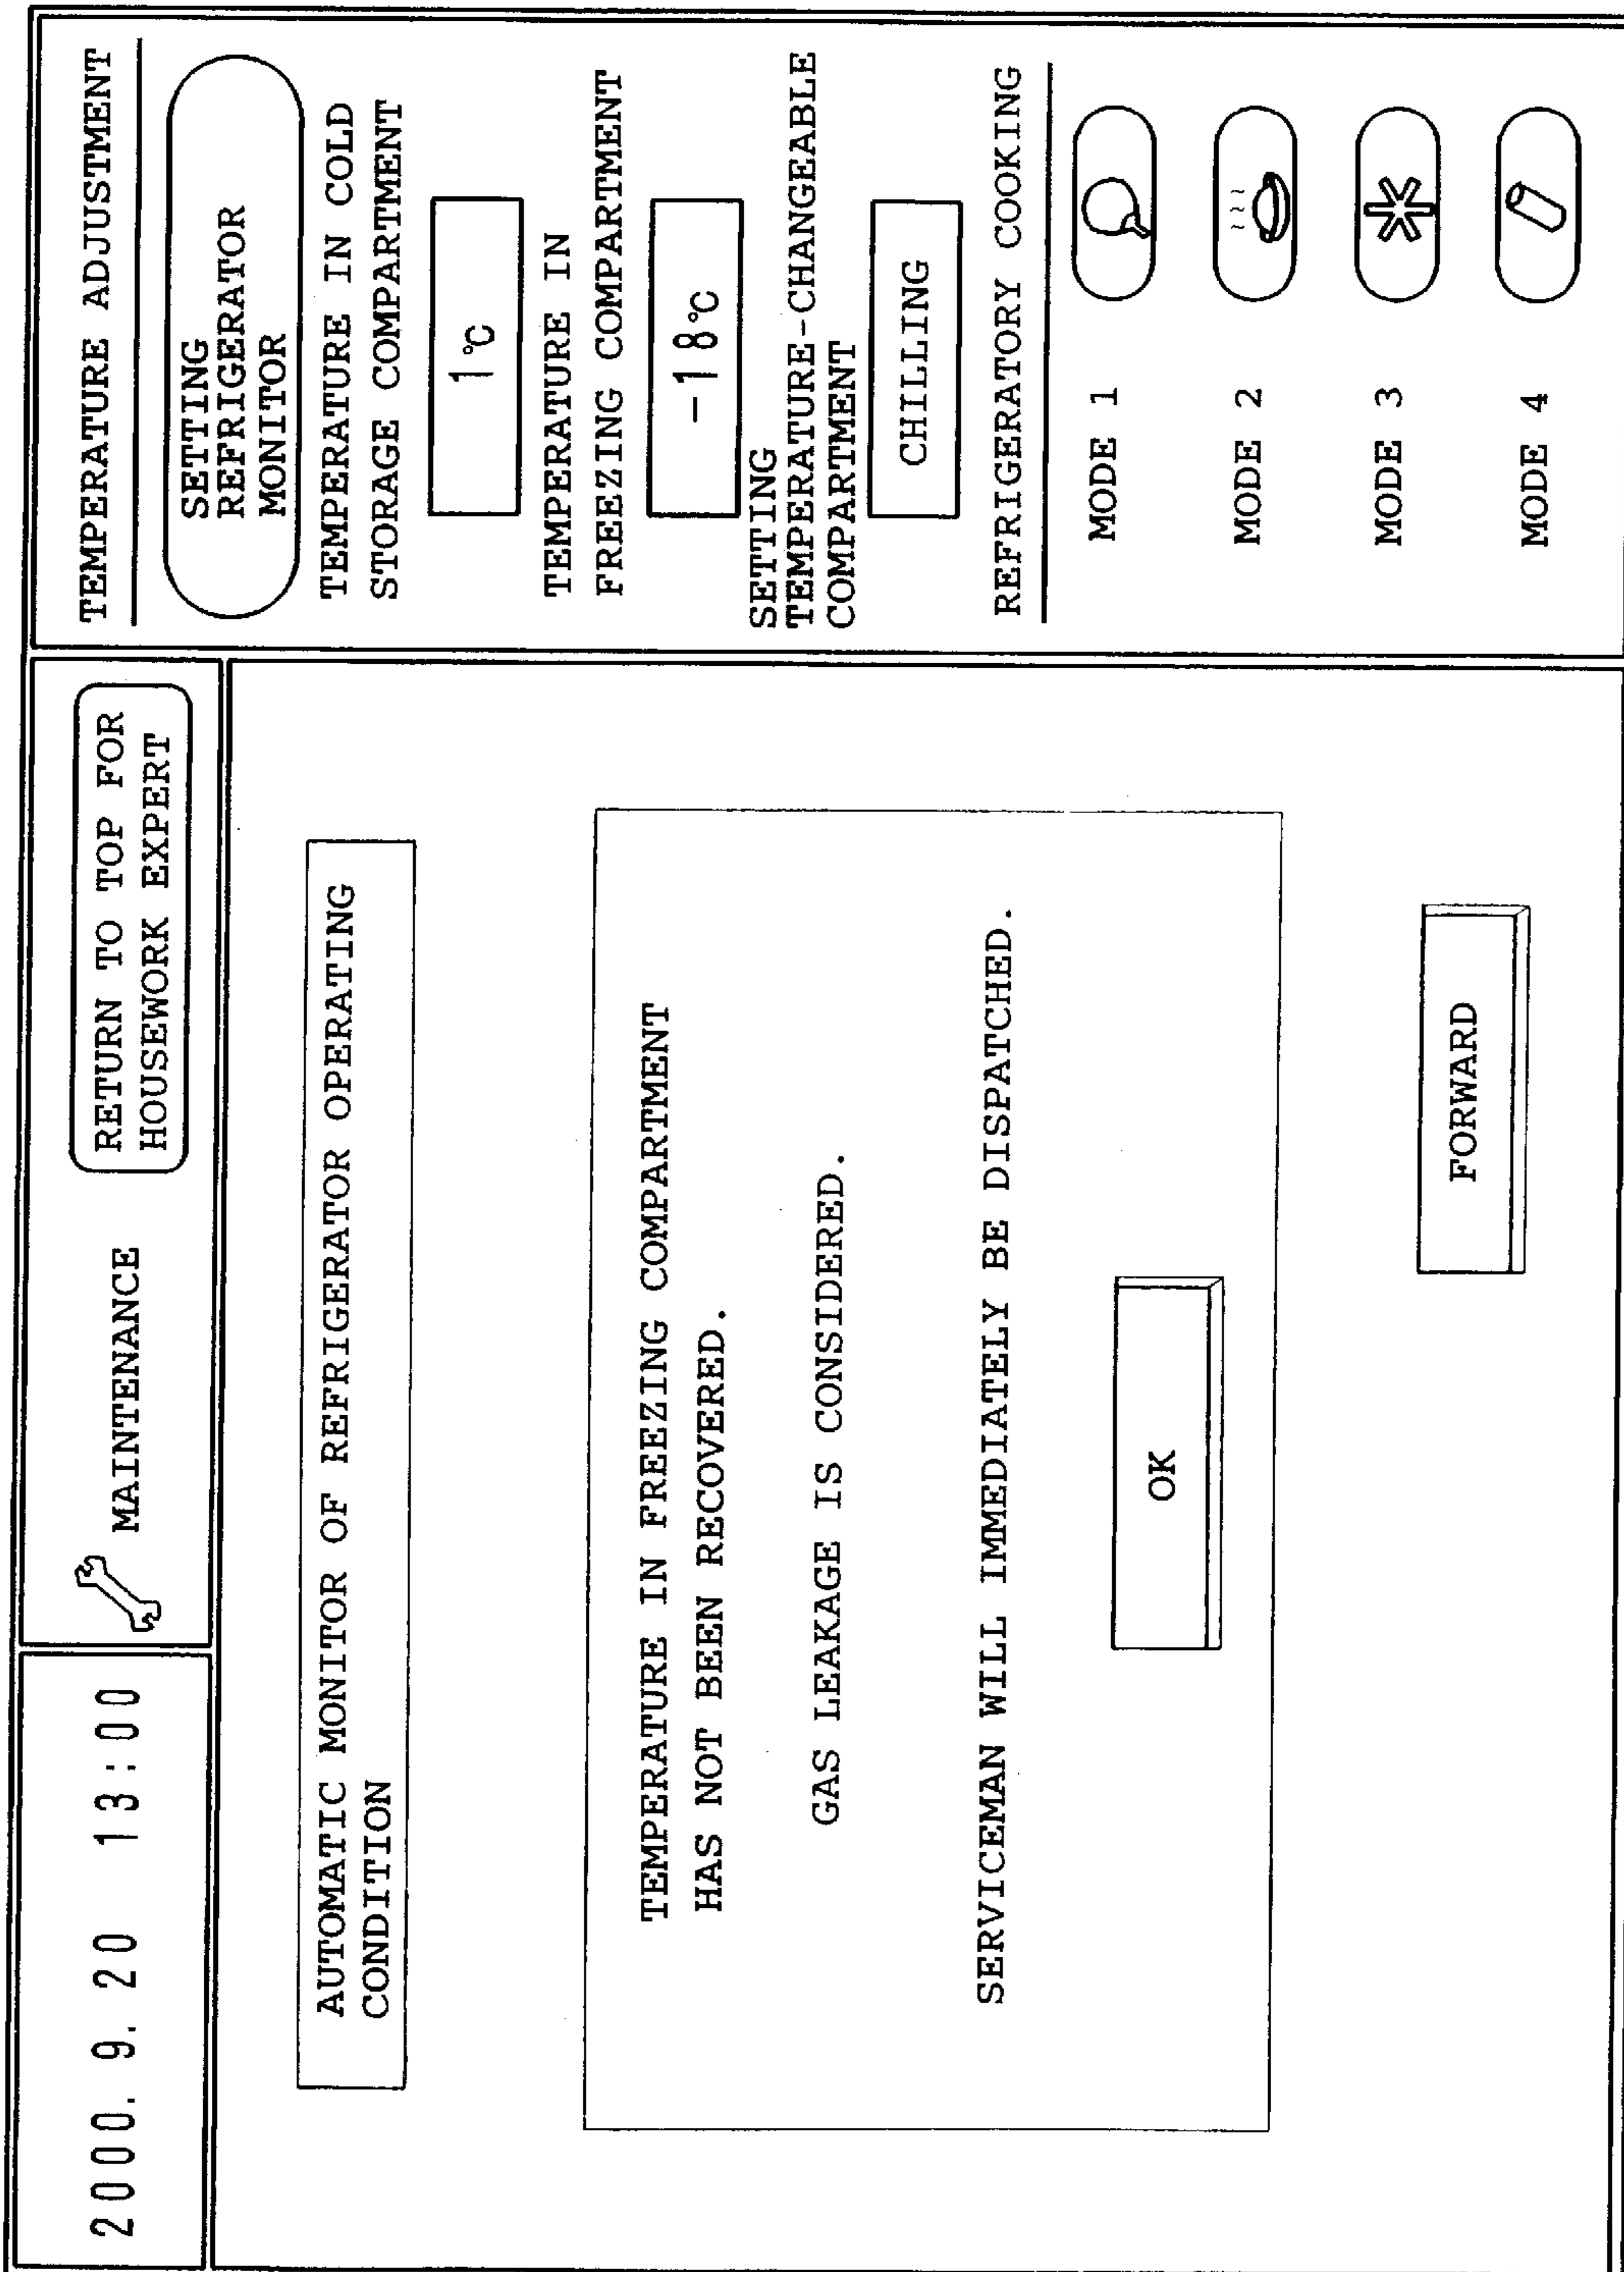 2000. 9. 20 13:00
MAINTENANCE
RETURN TO TOP FOR
HOUSEWORK EXPERT
AUTOMATIC MONITOR OF REFRIGERATOR OPERATING
CONDITION
TEMPERATURE IN FREEZING COMPARTMENT
HAS NOT BEEN RECOVERED.
GAS LEAKAGE IS CONSIDERED.
SERVICEMAN WILL IMMEDIATELY BE DISPATCHED.
OK
FORWARD
TEMPERATURE ADJUSTMENT
SETTING
REFRIGERATOR
MONITOR
TEMPERATURE IN COLD
STORAGE COMPARTMENT
1℃
TEMPERATURE IN
FREEZING COMPARTMENT
-18℃
SETTING
TEMPERATURE-CHANGEABLE
COMPARTMENT
CHILLING
REFRIGERATORY COOKING
MODE 1
MODE 2
MODE 3
MODE 4